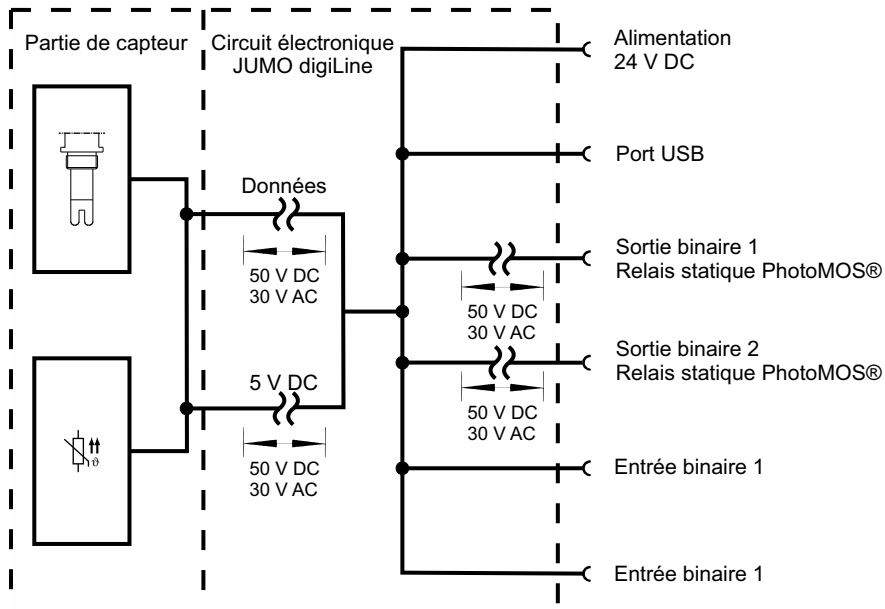 Partie de capteur
Circuit électronique
JUMO digiLine
Alimentation
24 V DC
Port USB
Données
50 V DC
30 V AC
Sortie binaire 1
Relais statique PhotoMOS®
50 V DC
30 V AC
Sortie binaire 2
Relais statique PhotoMOS®
5 V DC
50 V DC
30 V AC
50 V DC
30 V AC
ϑ
Entrée binaire 1
Entrée binaire 1